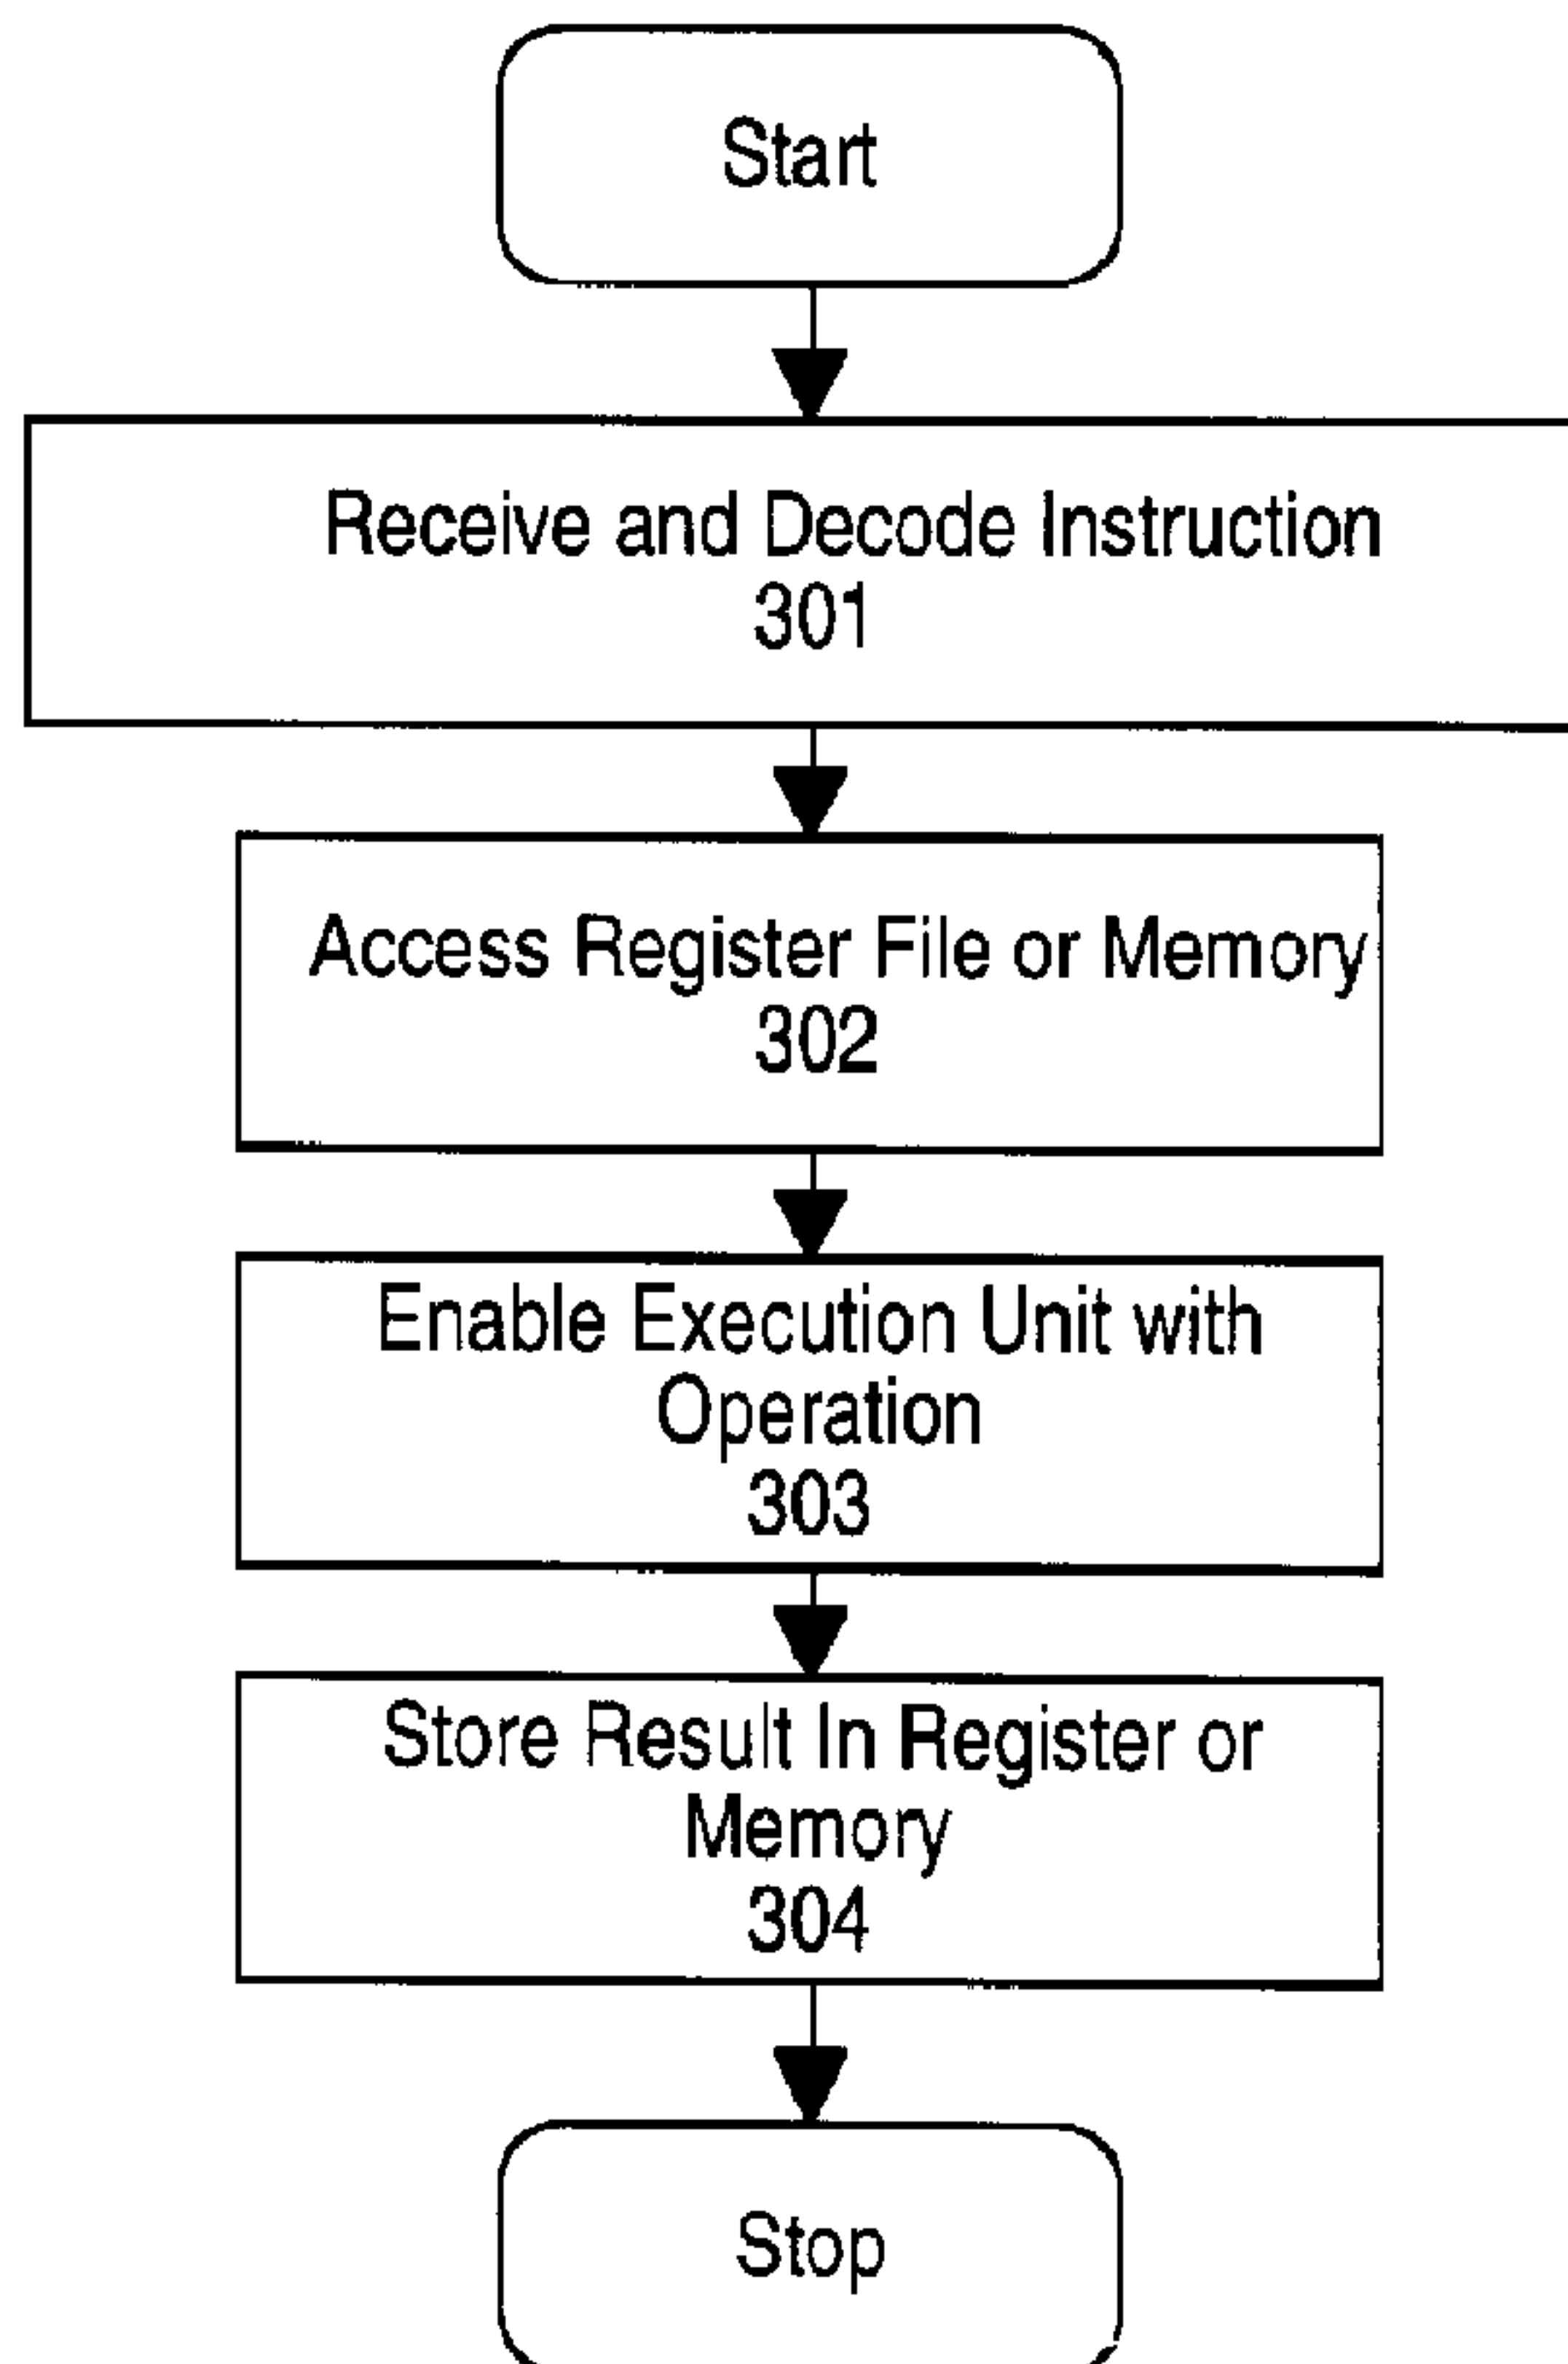 Start
Receive and Decode Instruction
301
Access Register File or Memory
302
Enable Execution Unit with
Operation
303
Store Result In Register or
Memory
304
Stop